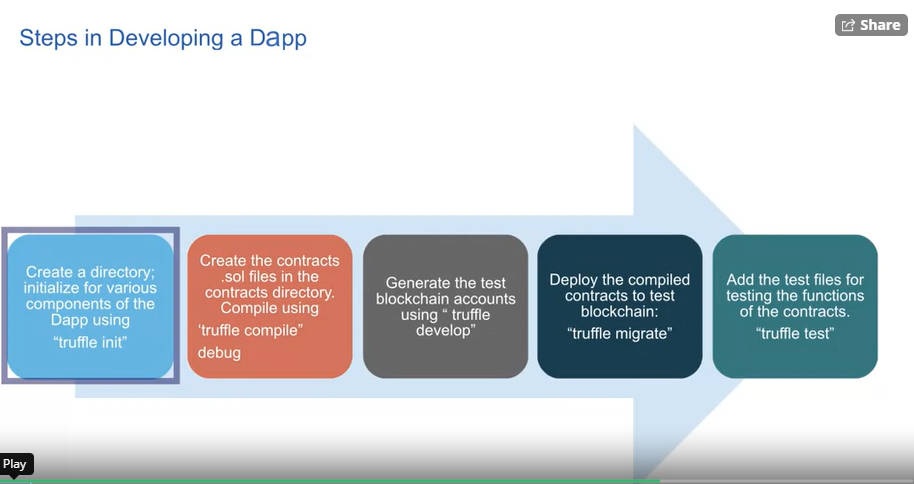 Steps in Developing a Dapp
Share
Create a directory;
initialize for various
components of the
Dapp using
“truffle init”
Create the contracts
.sol files in the
contracts directory.
Compile using
‘truffle compile”
debug
Generate the test
blockchain accounts
using “ truffle
develop”
Deploy the compiled
contracts to test
blockchain:
“truffle migrate”
Add the test files for
testing the functions
of the contracts.
“truffle test”
Play